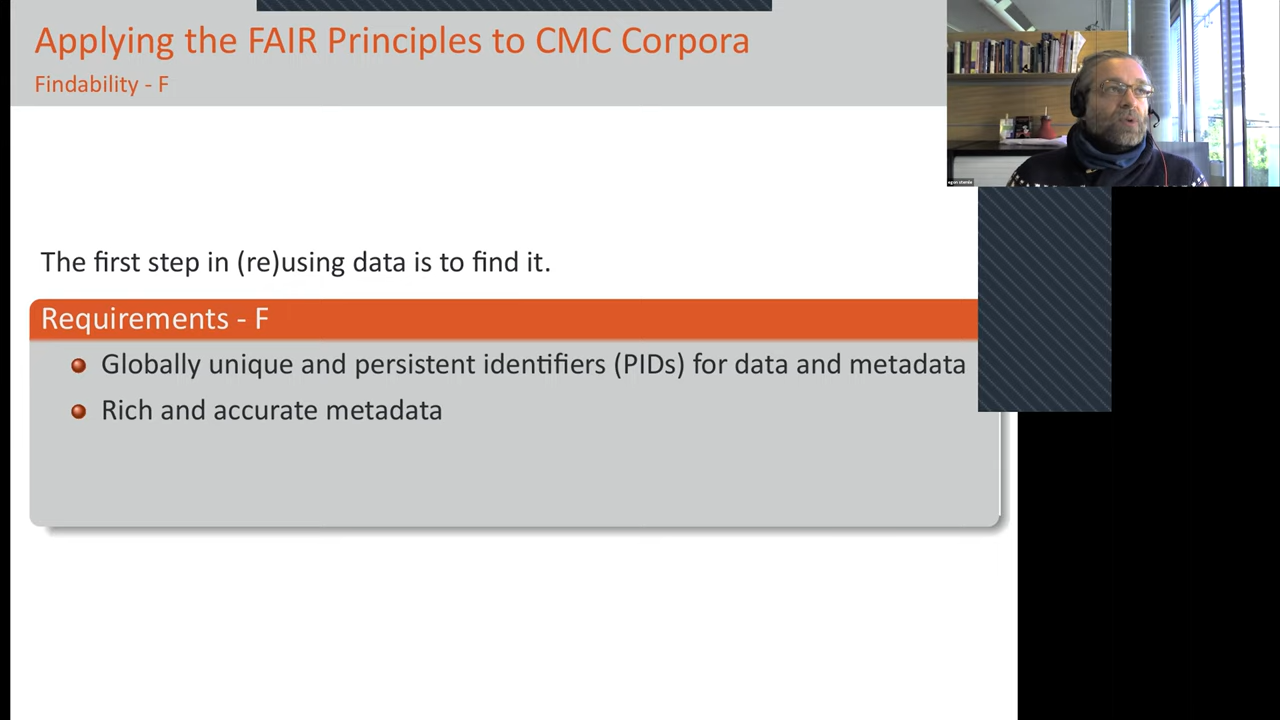 Applying the FAIR Principles to CMC Corpora
Findability - F
The first step in (re)using data is to find it.
Requirements - F
Globally unique and persistent identifiers (PIDs) for data and metadata
Rich and accurate metadata